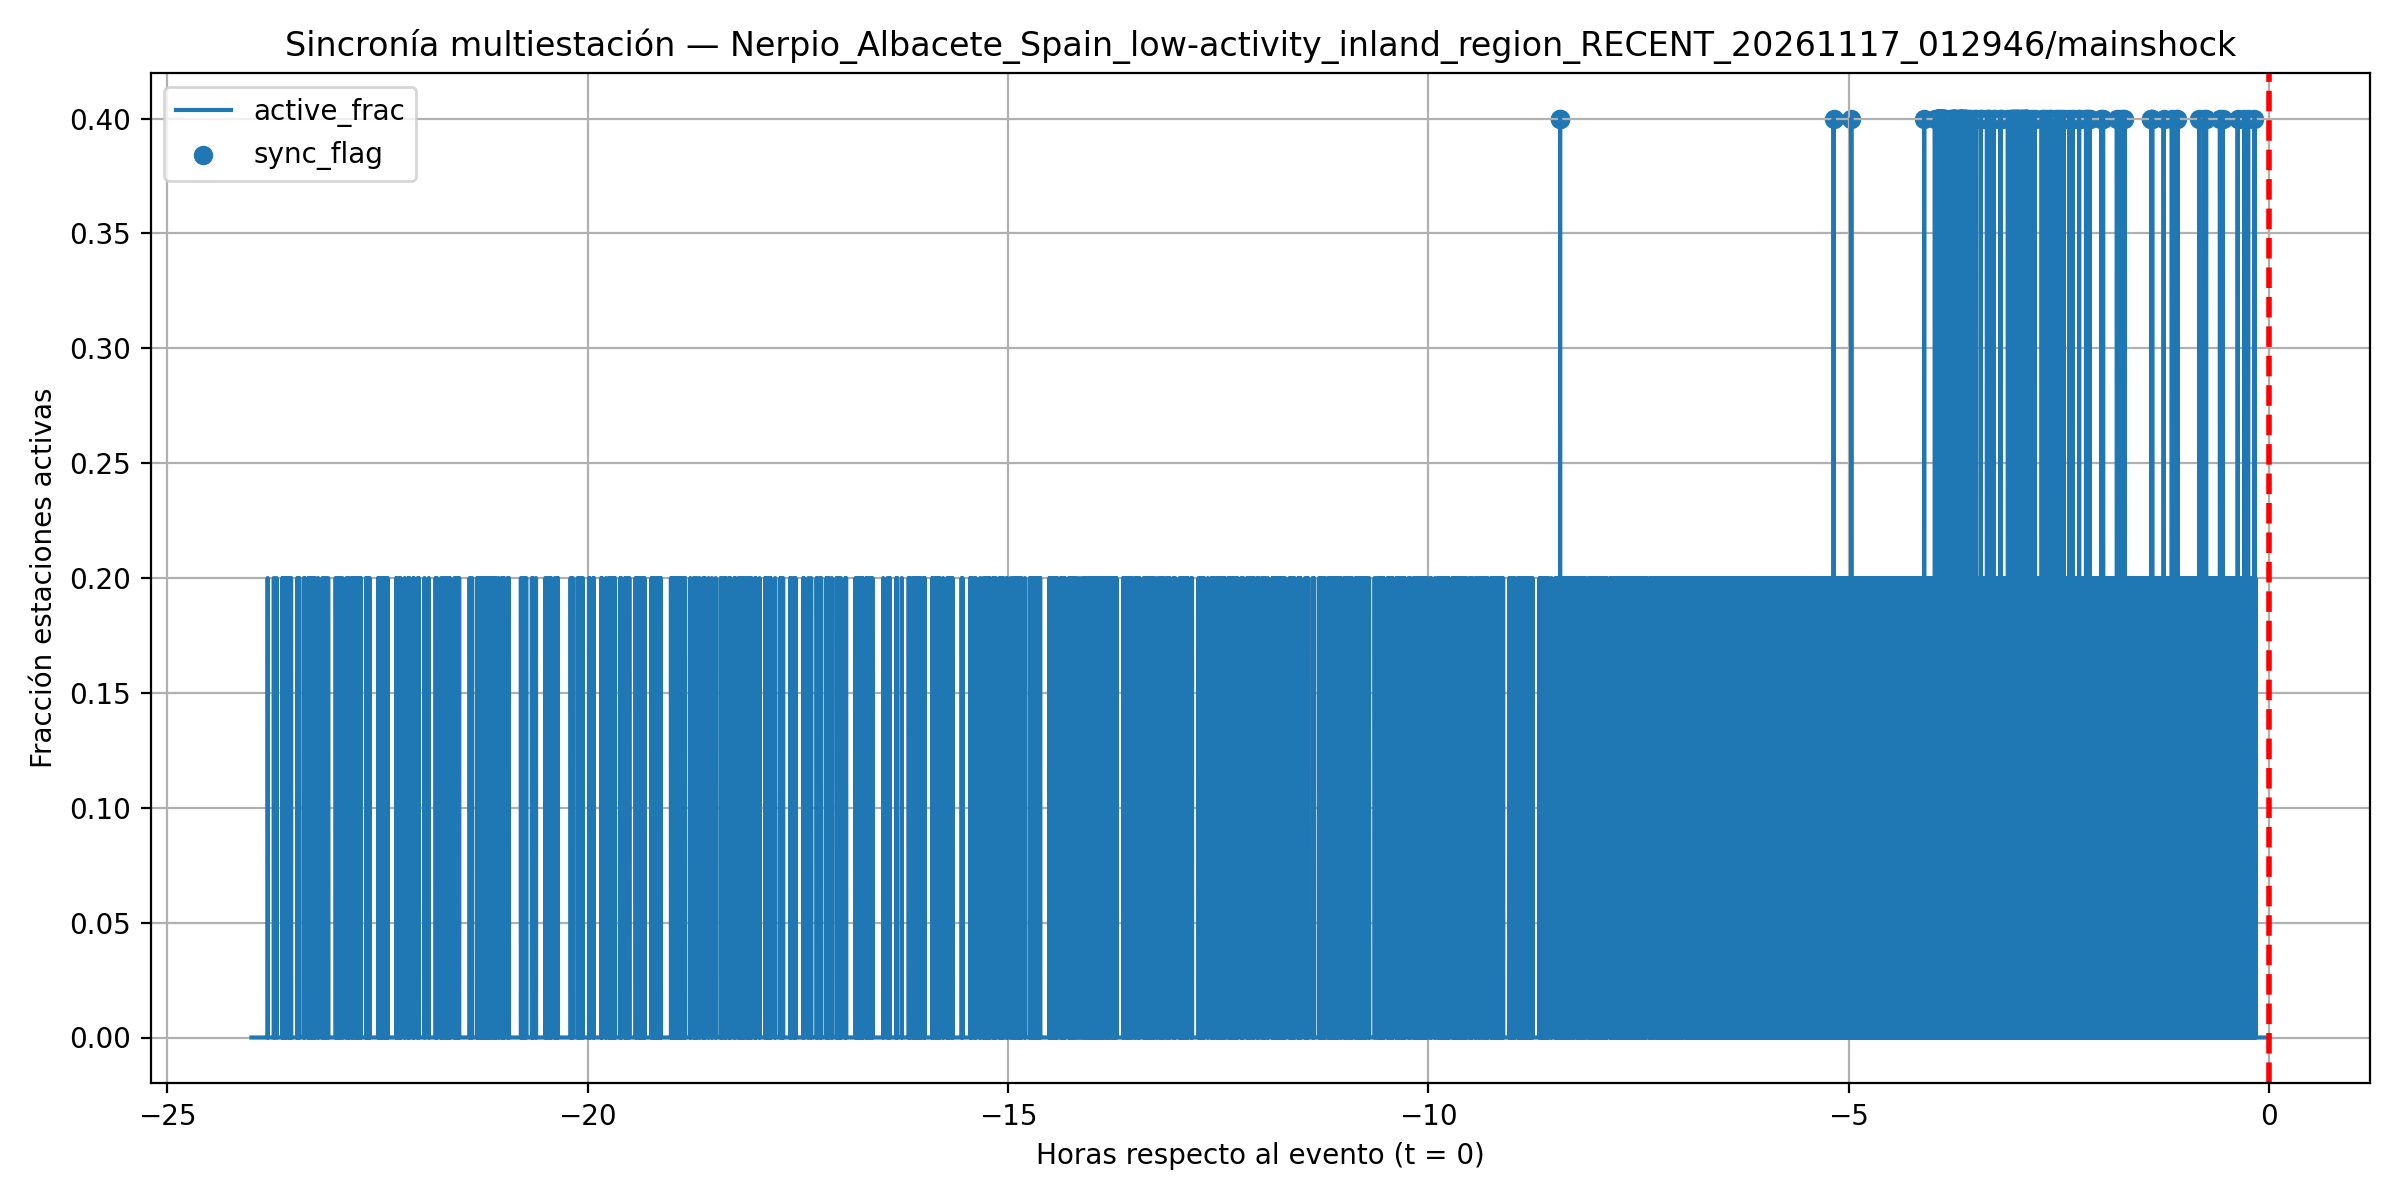 Sincronía multiestación — Nerpio_Albacete_Spain_low-activity_inland_region_RECENT_20261117_012946/mainshock
active_frac
sync_flag
0.40
0.35
0.30
0.25
0.20
0.15
0.10
0.05
0.00
Fracción estaciones activas
−25 −20 −15 −10 −5 0
Horas respecto al evento (t = 0)